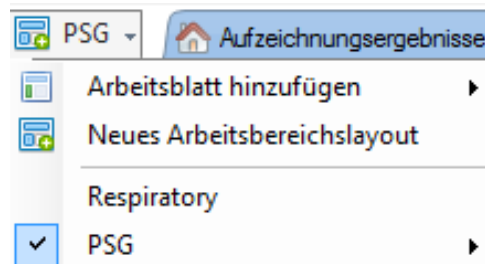 PSG Aufzeichnungsergebnisse
Arbeitsblatt hinzufügen
Neues Arbeitsbereichslayout
Respiratory
PSG